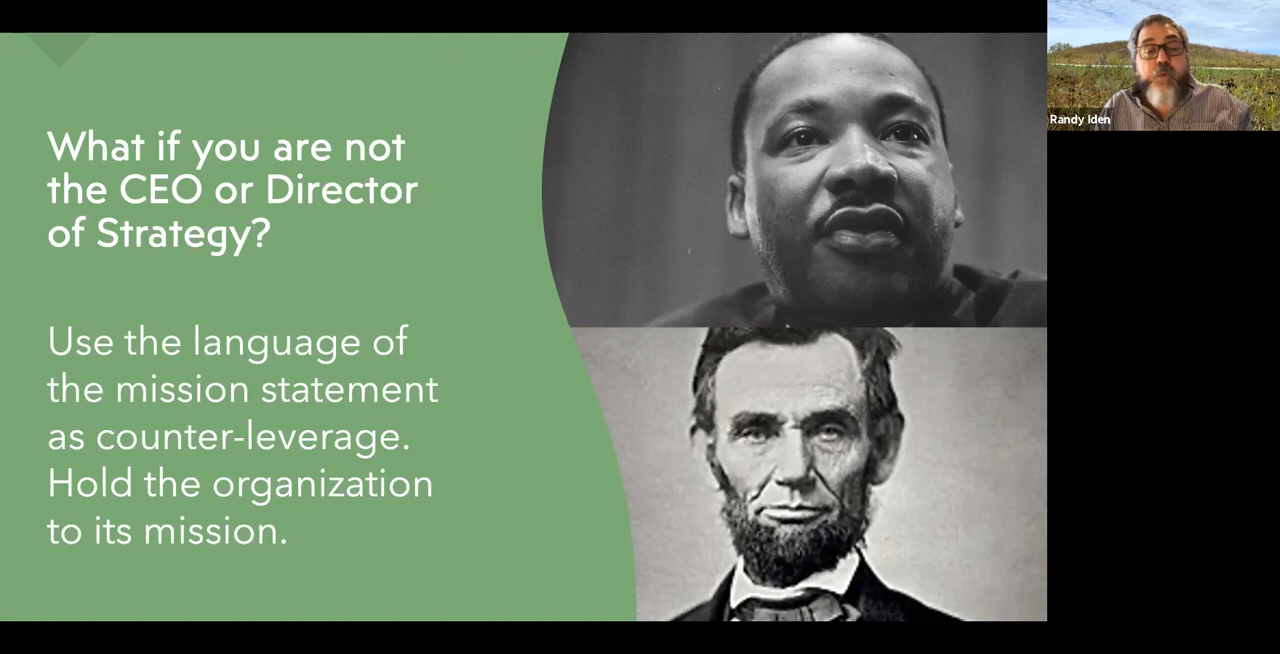 What if you are not
the CEO or Director
of Strategy?
Use the language of
the mission statement
as counter-leverage.
Hold the organization
to its mission.
Randy Iden